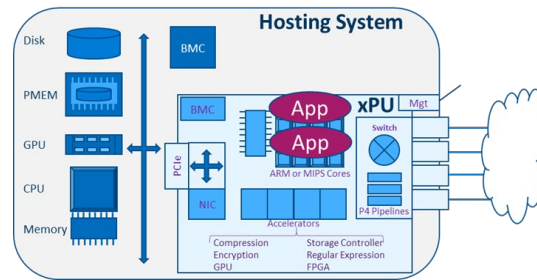 Hosting System
Disk
BMC
PMEM
GPU
CPU
Memory
PCIe
BMC
NIC
App
App
xPU
Mgt
ARM or MIPS Cores
Switch
P4 Pipelines
Accelerators
Compression
Encryption
GPU
Storage Controller
Regular Expression
FPGA